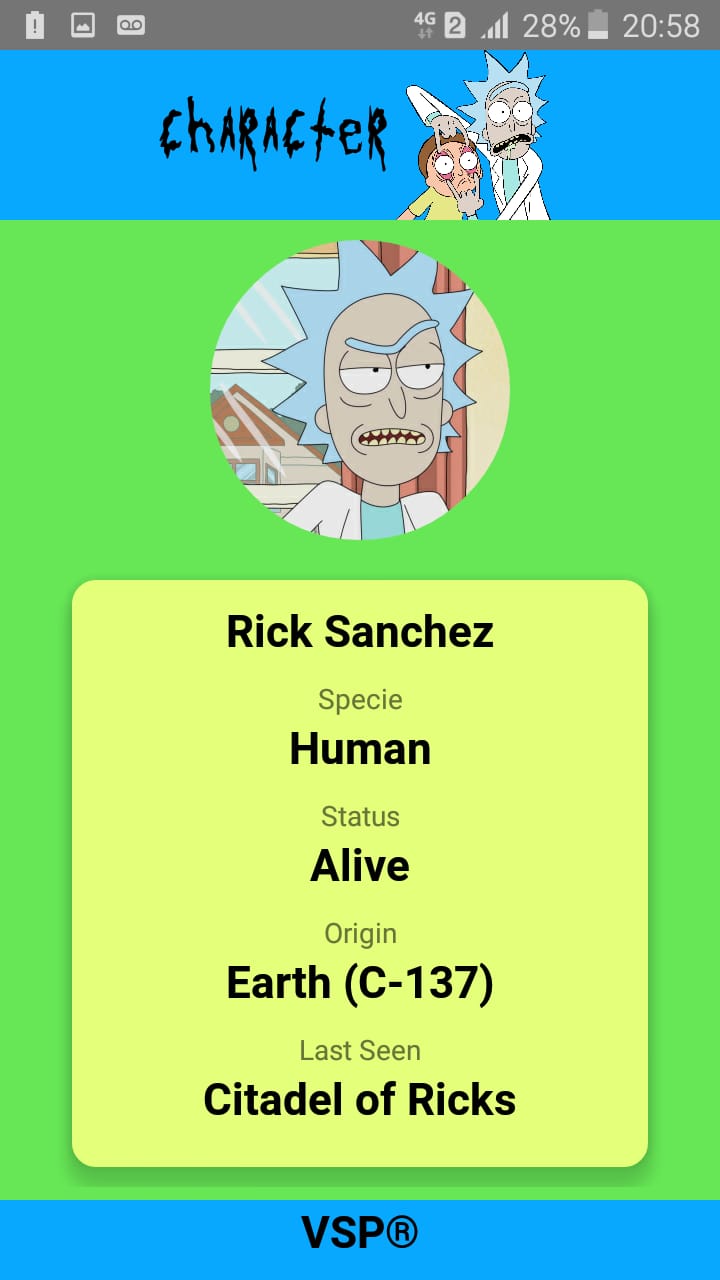 4G 2 28% 20:58
chARACteR
Rick Sanchez
Specie
Human
Status
Alive
Origin
Earth (C-137)
Last Seen
Citadel of Ricks
VSP®